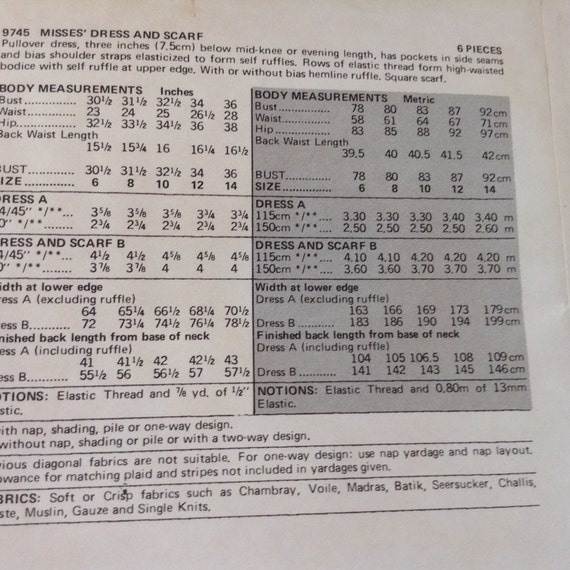 9745 MISSES' DRESS AND SCARF 6 PIECES
Pullover dress, three inches (7.5cm) below mid-knee or evening length, has pockets in side seams
and bias shoulder straps elasticized to form self ruffles. Rows of elastic thread form high-waisted
bodice with self ruffle at upper edge. With or without bias hemline ruffle. Square scarf.
BODY MEASUREMENTS Inches
Bust.............. 30½ 31½ 32½ 34 36
Waist............. 23 24 25 26½ 28
Hip............... 32½ 33½ 34½ 36 38
Back Waist Length
15½ 15¾ 16 16¼ 16½
BUST.............. 30½ 31½ 32½ 34 36
SIZE .............. 6 8 10 12 14
DRESS A
4/45" */**.... 3⅝ 3⅝ 3⅝ 3¾ 3¾
0" */**.... 2¾ 2¾ 2¾ 2¾ 2¾
DRESS AND SCARF B
4/45" */**.... 4½ 4½ 4⅝ 4⅝ 4⅝
0" */**.... 3⅞ 3⅞ 4 4 4
Width at lower edge
Dress A (excluding ruffle)
64 65¼ 66½ 68¼ 70½
Dress B........... 72 73¼ 74½ 76¼ 78½
Finished back length from base of neck
Dress A (including ruffle)
41 41½ 42 42½ 43
Dress B........... 55½ 56 56½ 57 57½
NOTIONS: Elastic Thread and ⅞ yd. of ½"
Elastic.
BODY MEASUREMENTS Metric
Bust................ 78 80 83 87 92cm
Waist............... 58 61 64 67 71cm
Hip................. 83 85 88 92 97cm
Back Waist Length
39.5 40 40.5 41.5 42cm
BUST................ 78 80 83 87 92cm
SIZE................ 6 8 10 12 14
DRESS A
115cm */**.... 3.30 3.30 3.30 3.40 3.40 m
150cm */**.... 2.50 2.50 2.50 2.50 2.60 m
DRESS AND SCARF B
115cm */**.... 4.10 4.10 4.20 4.20 4.20 m
150cm */**.... 3.60 3.60 3.70 3.70 3.70 m
Width at lower edge
Dress A (excluding ruffle)
163 166 169 173 179cm
Dress B............ 183 186 190 194 199cm
Finished back length from base of neck
Dress A (including ruffle)
104 105 106.5 108 109cm
Dress B............ 141 142 143 145 146cm
NOTIONS: Elastic Thread and 0.80m of 13mm
Elastic.
with nap, shading, pile or one-way design.
without nap, shading or pile or with a two-way design.
vious diagonal fabrics are not suitable. For one-way design: use nap yardage and nap layout.
owance for matching plaid and stripes not included in yardages given.
BRICS: Soft or Crisp fabrics such as Chambray, Voile, Madras, Batik, Seersucker, Challis,
ste, Muslin, Gauze and Single Knits.